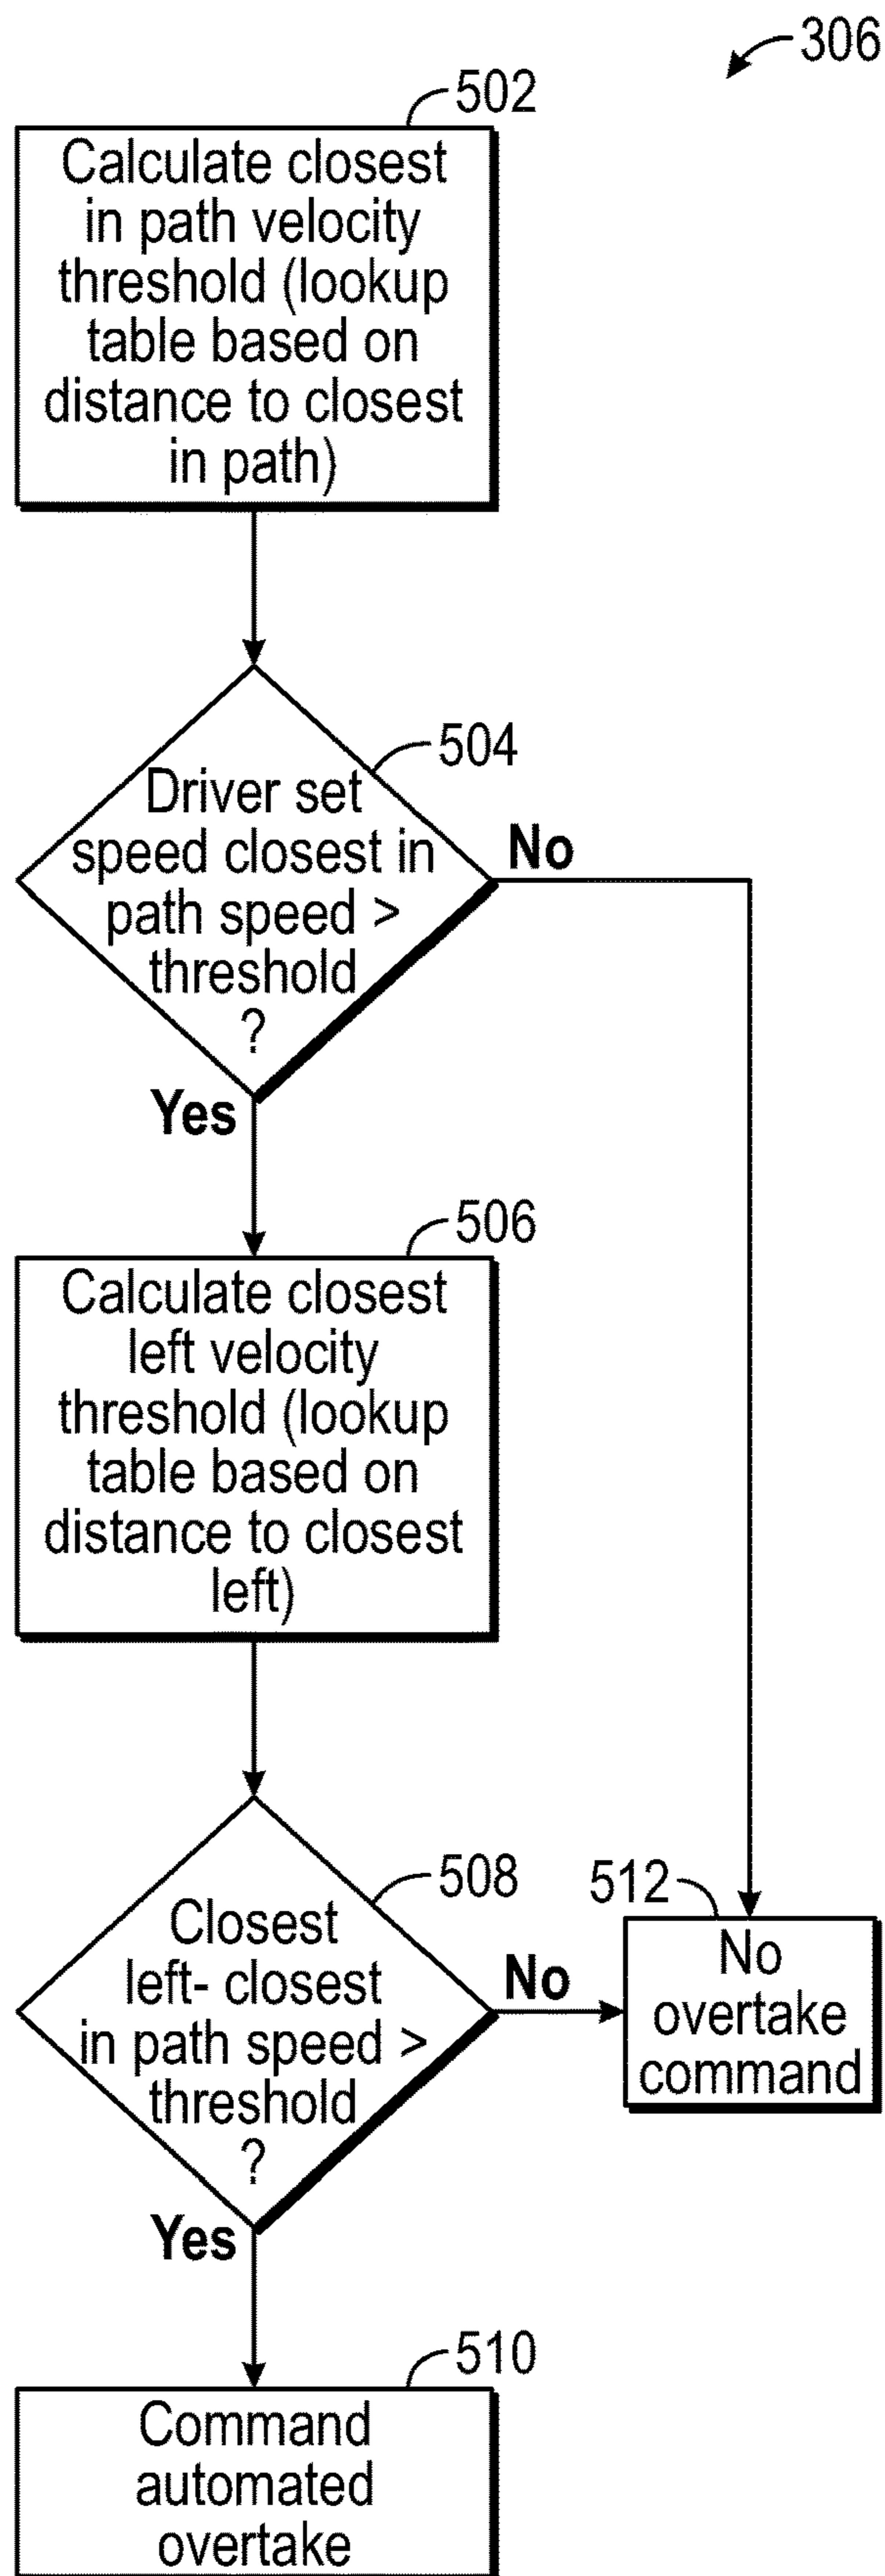 306
502
Calculate closest
in path velocity
threshold (lookup
table based on
distance to closest
in path)
504
Driver set
speed closest in
path speed >
threshold
?
No
Yes
506
Calculate closest
left velocity
threshold (lookup
table based on
distance to closest
left)
508
Closest
left- closest
in path speed >
threshold
?
No
Yes
512
No
overtake
command
510
Command
automated
overtake